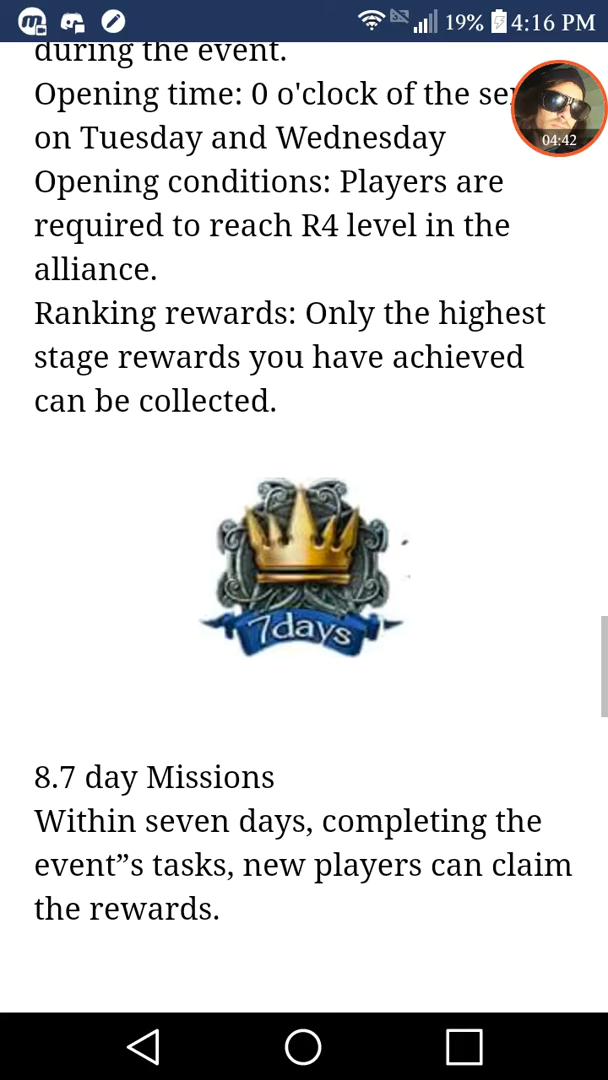 19% 4:16 PM
during the event.
Opening time: 0 o'clock of the
on Tuesday and Wednesday
04:42
Opening conditions: Players are
required to reach R4 level in the
alliance.
Ranking rewards: Only the highest
stage rewards you have achieved
can be collected.
7days
8.7 day Missions
Within seven days, completing the
event”s tasks, new players can claim
the rewards.